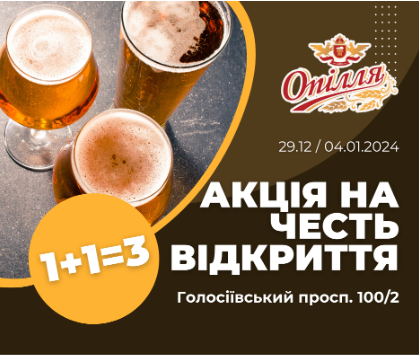 Опілля
29.12 / 04.01.2024
АКЦІЯ НА
ЧЕСТЬ
ВІДКРИТТЯ
1+1=3
Голосіївський просп. 100/2